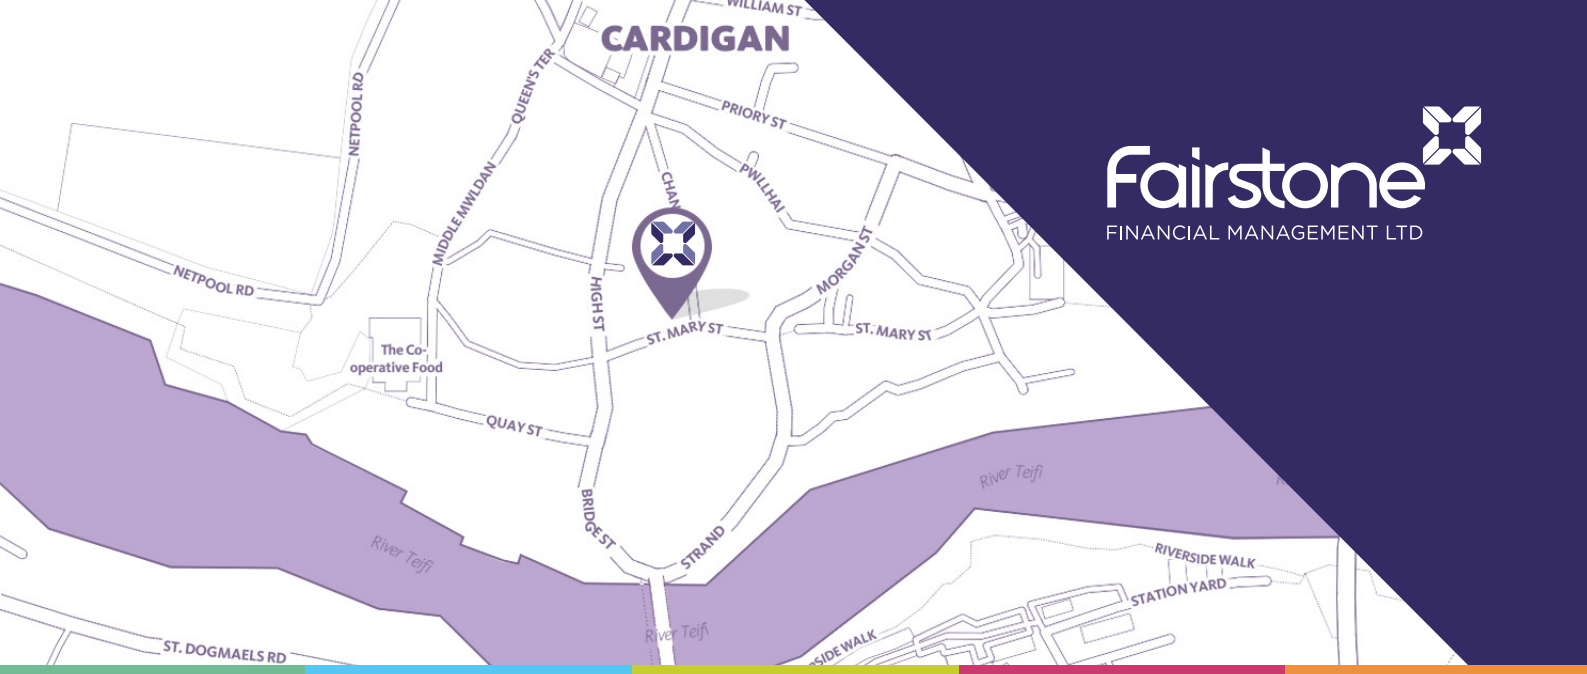 WILLIAM ST
CARDIGAN
NETPOOL RD
QUEEN'S TER
PRIORY ST
Fairstone
FINANCIAL MANAGEMENT LTD
MIDDLE MWLDAN
CHAN
PWLLHAI
NETPOOL RD
HIGH ST
MORGAN ST
ST. MARY ST
ST. MARY ST
The Co-
operative Food
QUAY ST
River Teifi
BRIDGE ST
STRAND
River Teifi
RIVERSIDE WALK
STATION YARD
River Teifi
SIDE WALK
ST. DOGMAELS RD